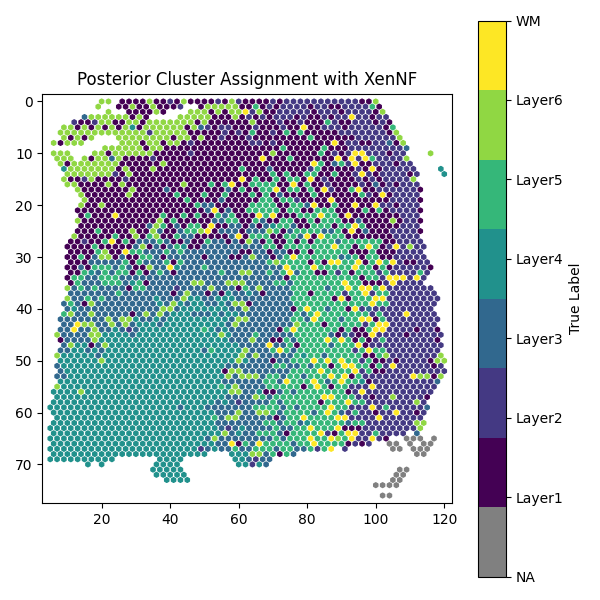 Posterior Cluster Assignment with XenNF
0
10
20
30
40
50
60
70
20
40
60
80
100
120
WM
Layer6
Layer5
Layer4
Layer3
Layer2
Layer1
NA
True Label